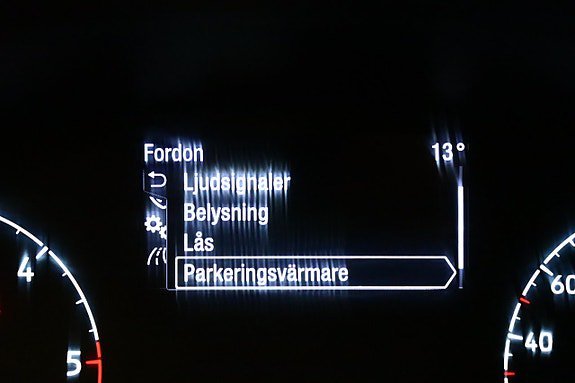 Fordon 13°
Ljudsignaler
Belysning
Lås
Parkeringsvärmare
4
5
60
40